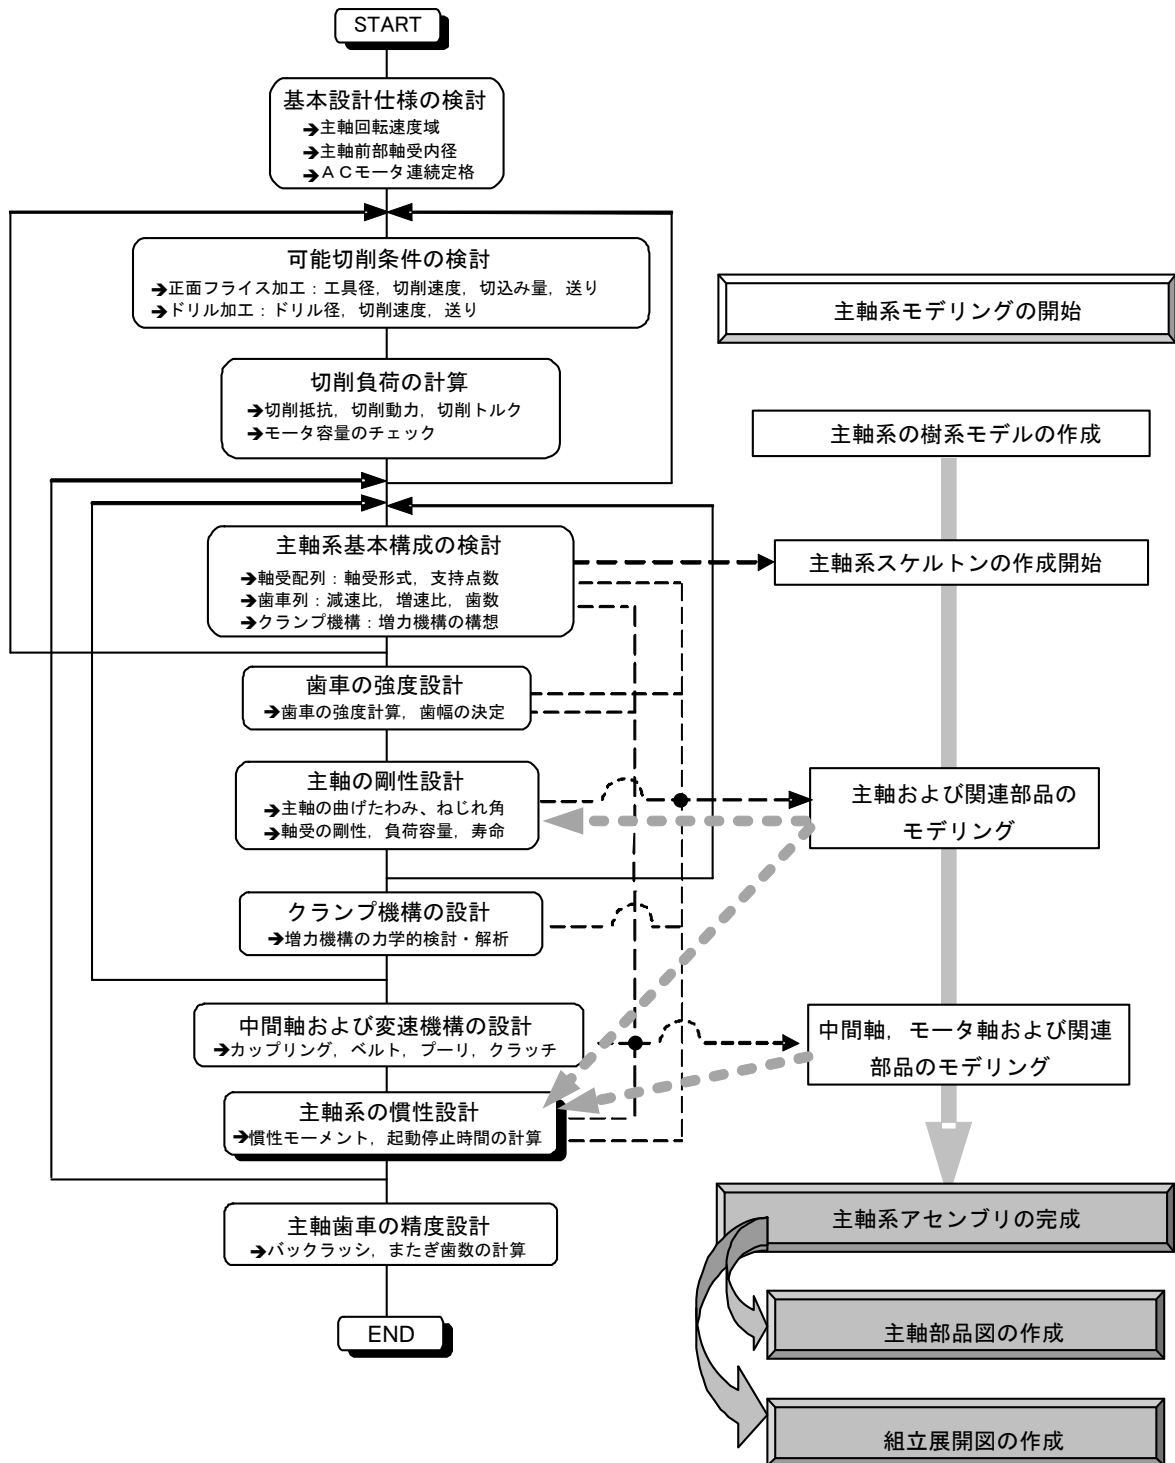 START
基本設計仕様の検討
➔主軸回転速度域
➔主軸前部軸受内径
➔ACモータ連続定格
可能切削条件の検討
➔正面フライス加工：工具径，切削速度，切込み量，送り
➔ドリル加工：ドリル径，切削速度，送り
切削負荷の計算
➔切削抵抗，切削動力，切削トルク
➔モータ容量のチェック
主軸系基本構成の検討
➔軸受配列：軸受形式，支持点数
➔歯車列：減速比，増速比，歯数
➔クランプ機構：増力機構の構想
歯車の強度設計
➔歯車の強度計算，歯幅の決定
主軸の剛性設計
➔主軸の曲げたわみ、ねじれ角
➔軸受の剛性，負荷容量，寿命
クランプ機構の設計
➔増力機構の力学的検討・解析
中間軸および変速機構の設計
➔カップリング，ベルト，プーリ，クラッチ
主軸系の慣性設計
➔慣性モーメント，起動停止時間の計算
主軸歯車の精度設計
➔バックラッシ，またぎ歯数の計算
END
主軸系モデリングの開始
主軸系の樹系モデルの作成
主軸系スケルトンの作成開始
主軸および関連部品の
モデリング
中間軸，モータ軸および関連
部品のモデリング
主軸系アセンブリの完成
主軸部品図の作成
組立展開図の作成